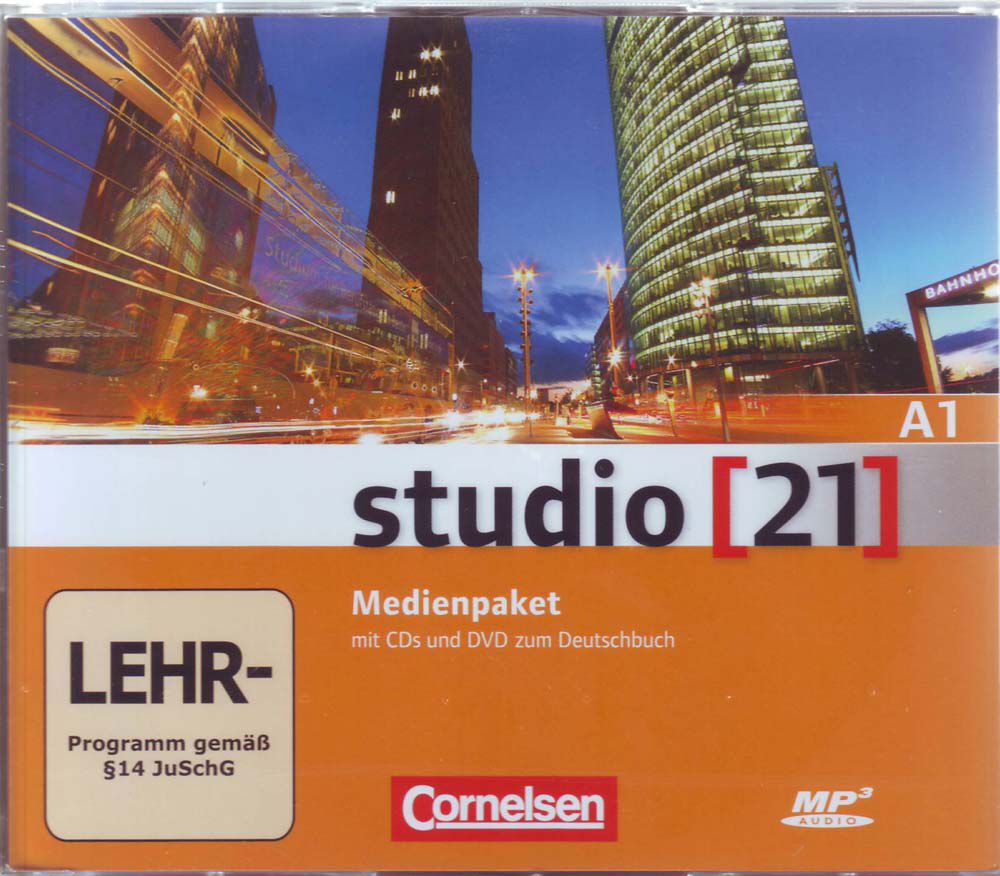 BAHNHO
A1
studio [21]
Medienpaket
mit CDs und DVD zum Deutschbuch
LEHR-
Programm gemäß
§14 JuSchG
Cornelsen
MP3
AUDIO